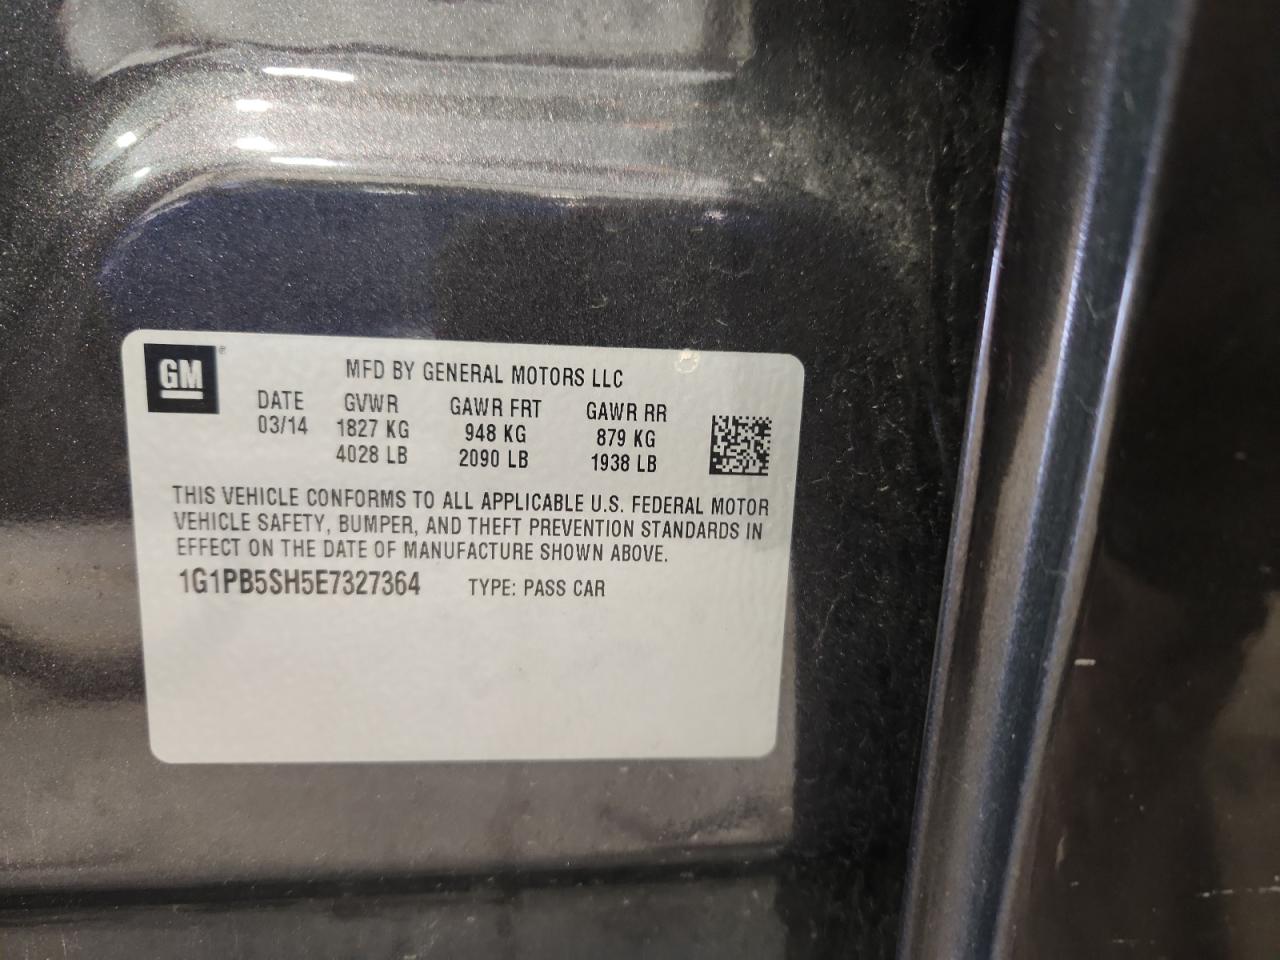 GM ®
MFD BY GENERAL MOTORS LLC
DATE GVWR GAWR FRT GAWR RR
03/14 1827 KG 948 KG 879 KG
4028 LB 2090 LB 1938 LB
THIS VEHICLE CONFORMS TO ALL APPLICABLE U.S. FEDERAL MOTOR
VEHICLE SAFETY, BUMPER, AND THEFT PREVENTION STANDARDS IN
EFFECT ON THE DATE OF MANUFACTURE SHOWN ABOVE.
1G1PB5SH5E7327364 TYPE: PASS CAR